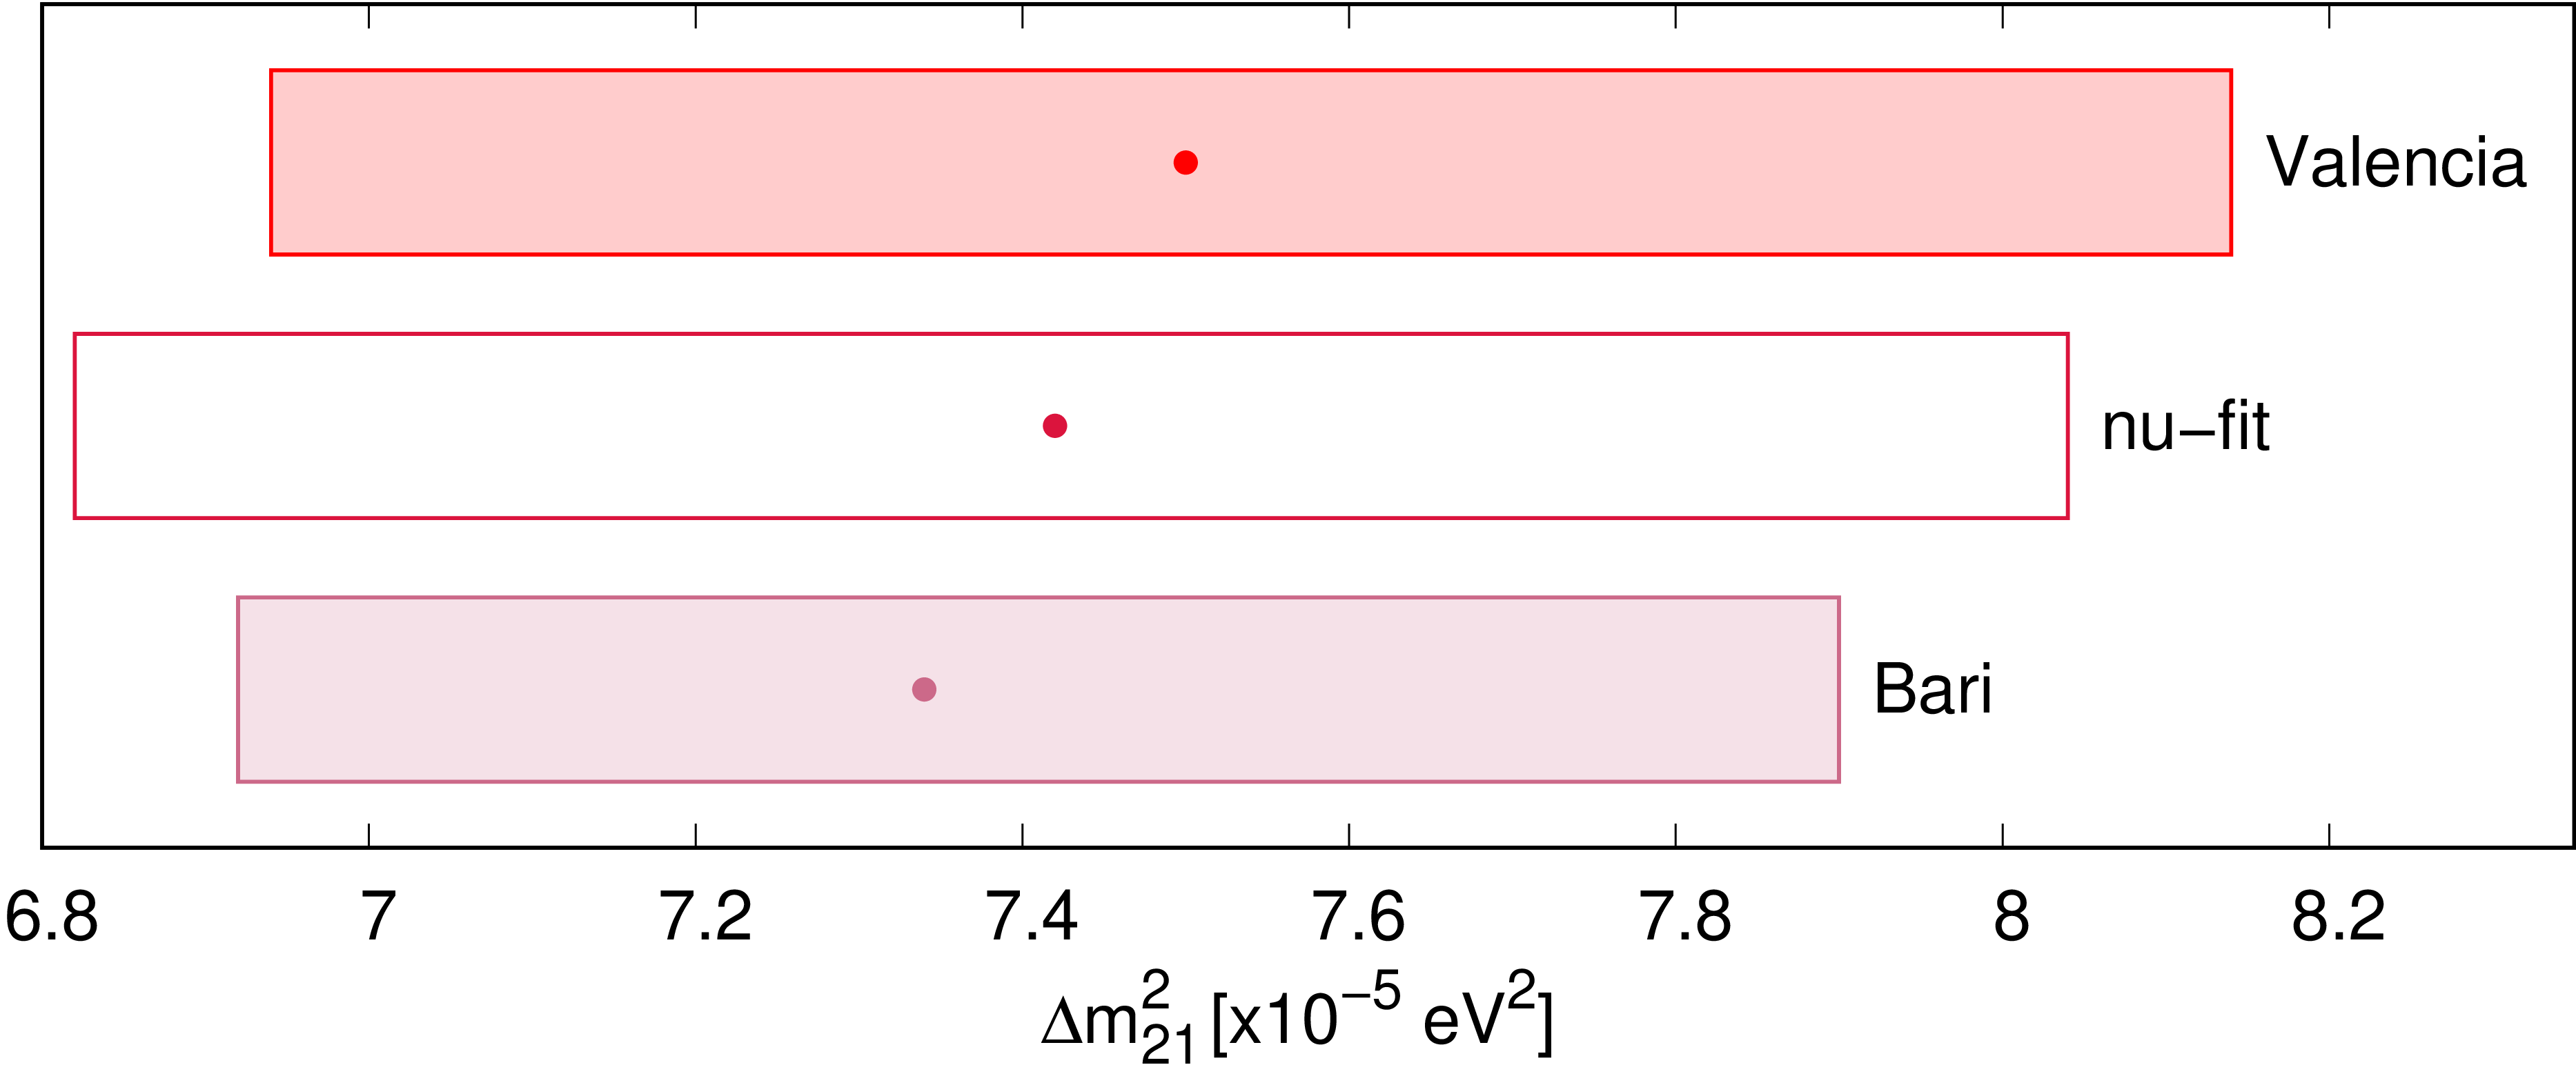 Valencia
nu−fit
Bari
6.8 7 7.2 7.4 7.6 7.8 8 8.2
Δm²₂₁ [x10⁻⁵ eV²]